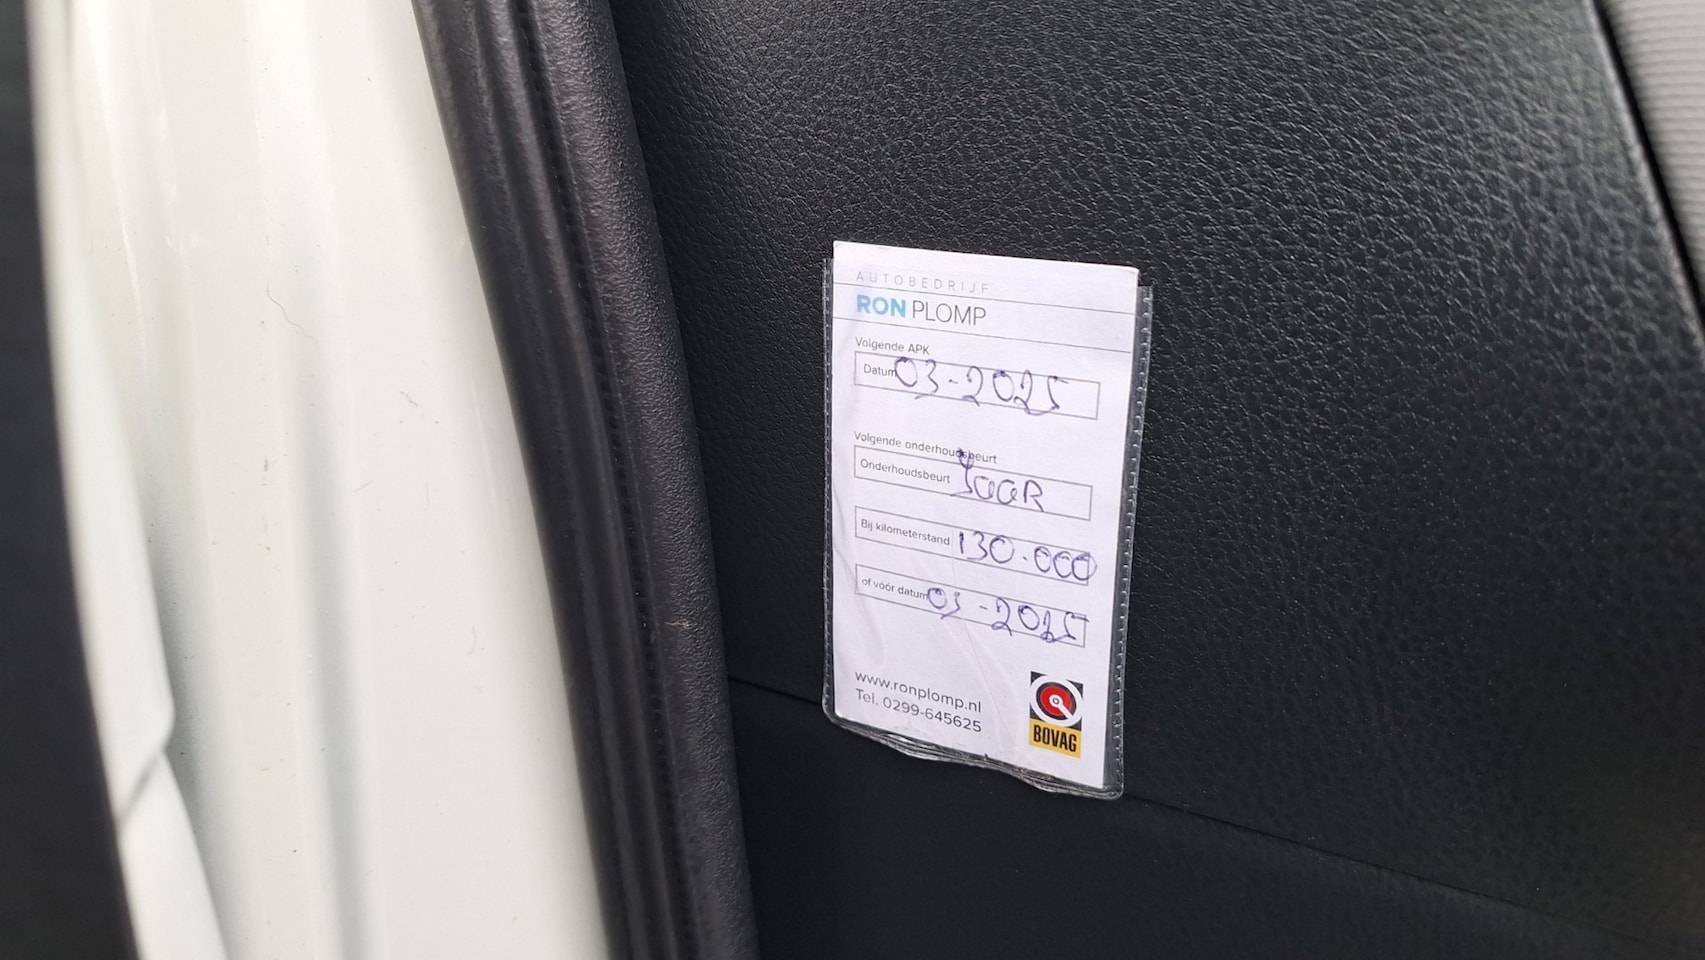 AUTOBEDRIJF
RON PLOMP
Volgende APK
Datum 03-2025
Volgende onderhoudsbeurt
Onderhoudsbeurt JaaR
Bij kilometerstand 130.000
of vóór datum 03-2025
www.ronplomp.nl
Tel. 0299-645625
BOVAG